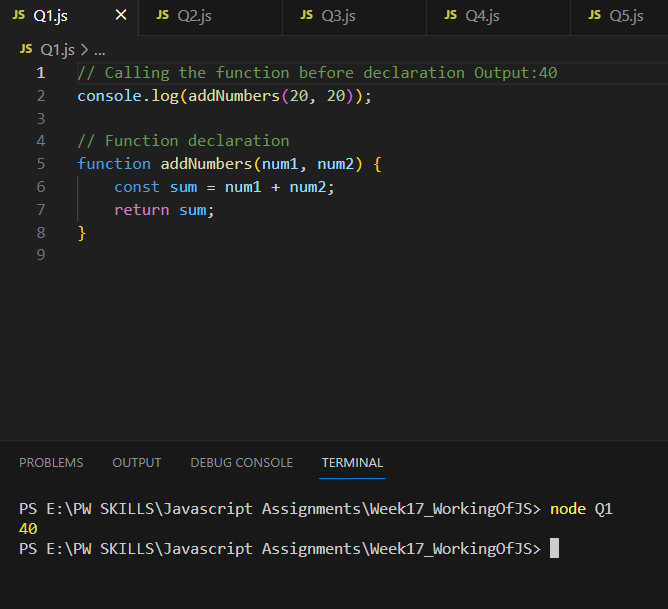 JS Q1.js × JS Q2.js JS Q3.js JS Q4.js JS Q5.js
JS Q1.js > ...
1 // Calling the function before declaration Output:40
2 console.log(addNumbers(20, 20));
3
4 // Function declaration
5 function addNumbers(num1, num2) {
6     const sum = num1 + num2;
7     return sum;
8 }
9
PROBLEMS OUTPUT DEBUG CONSOLE TERMINAL
PS E:\PW SKILLS\Javascript Assignments\Week17_WorkingOfJS> node Q1
40
PS E:\PW SKILLS\Javascript Assignments\Week17_WorkingOfJS>